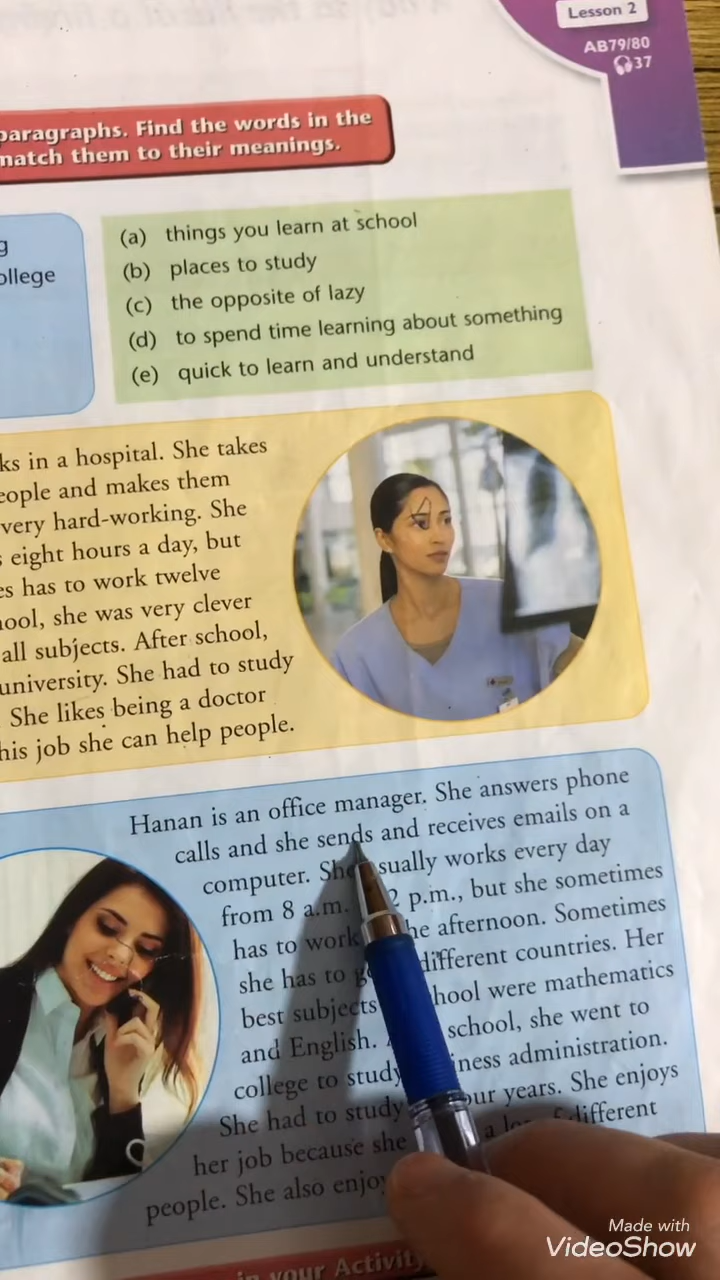 Lesson 2
AB79/80
37
paragraphs. Find the words in the
match them to their meanings.
ollege
(a) things you learn at school
(b) places to study
(c) the opposite of lazy
(d) to spend time learning about something
(e) quick to learn and understand
ks in a hospital. She takes
eople and makes them
very hard-working. She
s eight hours a day, but
es has to work twelve
ool, she was very clever
all subjects. After school,
university. She had to study
She likes being a doctor
his job she can help people.
Hanan is an office manager. She answers phone
calls and she sends and receives emails on a
computer. She usually works every day
from 8 a.m. 2 p.m., but she sometimes
has to work he afternoon. Sometimes
she has to different countries. Her
best subjects hool were mathematics
and English. school, she went to
college to study iness administration.
She had to study our years. She enjoys
her job because she a different
people. She also enjoy
in your Activity
Made with
VideoShow